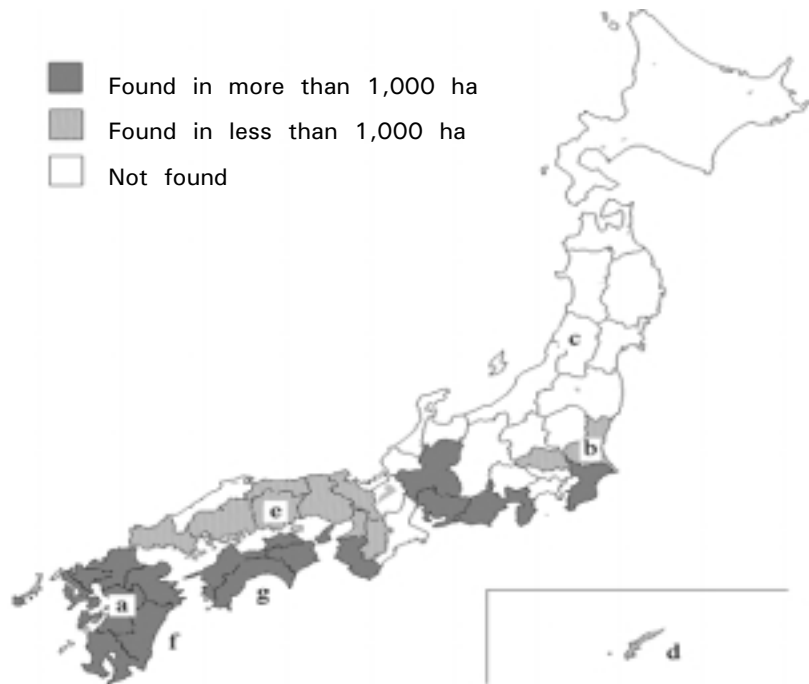 Found in more than 1,000 ha
Found in less than 1,000 ha
Not found
c
b
e
a
g
f
d